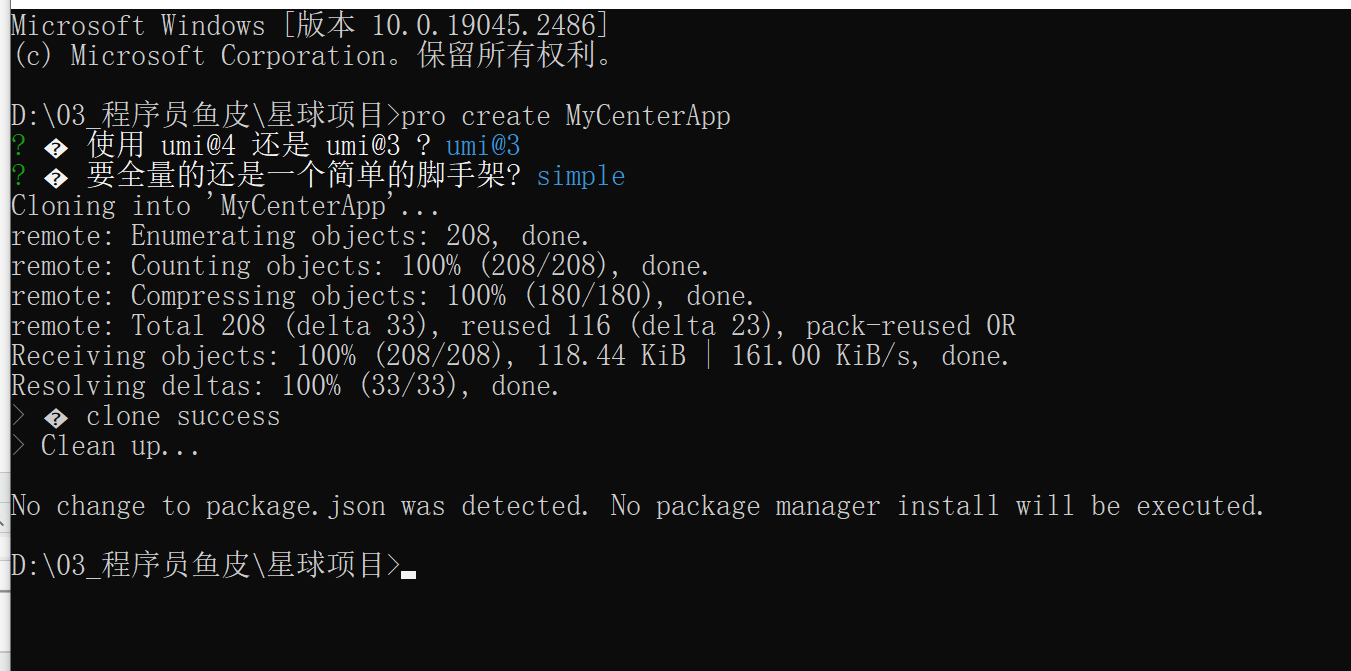 Microsoft Windows [版本 10.0.19045.2486]
(c) Microsoft Corporation。保留所有权利。
D:\03_程序员鱼皮\星球项目>pro create MyCenterApp
? � 使用 umi@4 还是 umi@3 ? umi@3
? � 要全量的还是一个简单的脚手架? simple
Cloning into 'MyCenterApp'...
remote: Enumerating objects: 208, done.
remote: Counting objects: 100% (208/208), done.
remote: Compressing objects: 100% (180/180), done.
remote: Total 208 (delta 33), reused 116 (delta 23), pack-reused 0R
Receiving objects: 100% (208/208), 118.44 KiB | 161.00 KiB/s, done.
Resolving deltas: 100% (33/33), done.
> � clone success
> Clean up...
No change to package.json was detected. No package manager install will be executed.
D:\03_程序员鱼皮\星球项目>